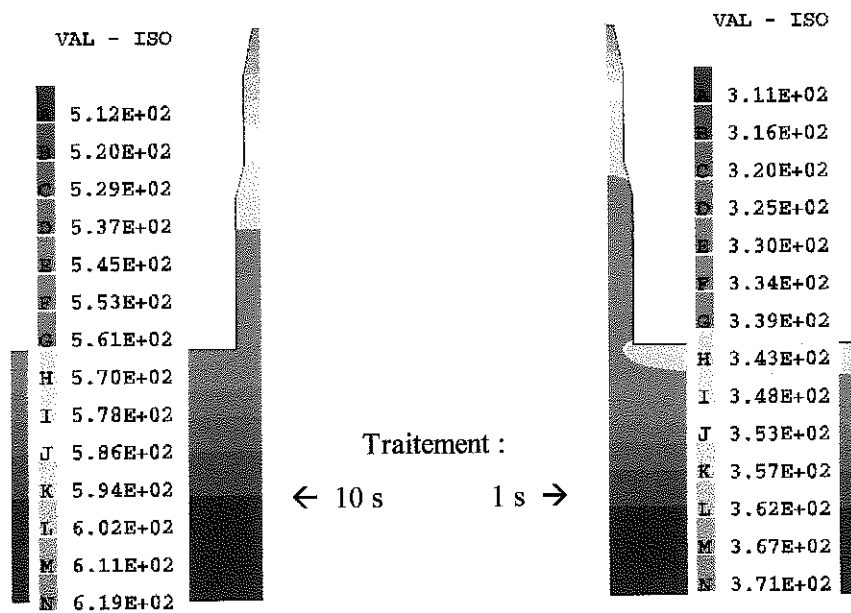 VAL - ISO
A 5.12E+02
B 5.20E+02
C 5.29E+02
D 5.37E+02
E 5.45E+02
F 5.53E+02
G 5.61E+02
H 5.70E+02
I 5.78E+02
J 5.86E+02
K 5.94E+02
L 6.02E+02
M 6.11E+02
N 6.19E+02
Traitement :
← 10 s 1 s →
VAL - ISO
A 3.11E+02
B 3.16E+02
C 3.20E+02
D 3.25E+02
E 3.30E+02
F 3.34E+02
G 3.39E+02
H 3.43E+02
I 3.48E+02
J 3.53E+02
K 3.57E+02
L 3.62E+02
M 3.67E+02
N 3.71E+02